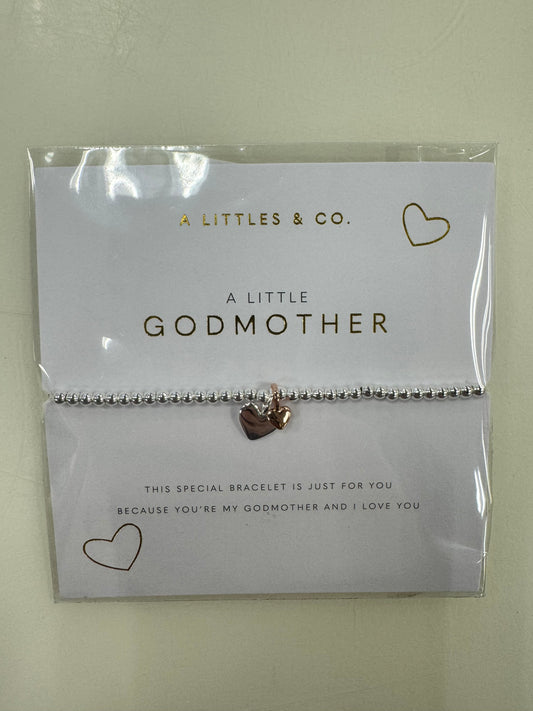 A LITTLES & CO.
A LITTLE
GODMOTHER
THIS SPECIAL BRACELET IS JUST FOR YOU
BECAUSE YOU'RE MY GODMOTHER AND I LOVE YOU